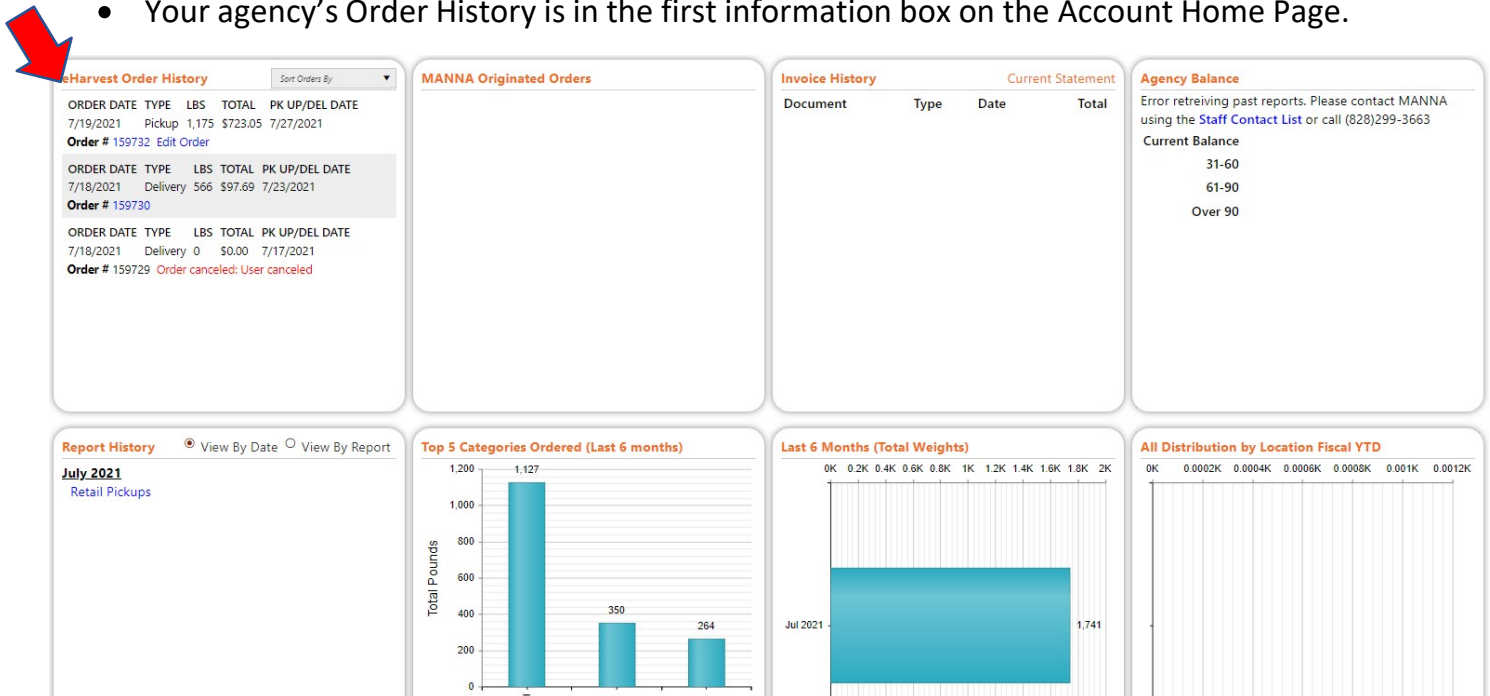 • Your agency’s Order History is in the first information box on the Account Home Page.
eHarvest Order History Sort Orders By
ORDER DATE TYPE LBS TOTAL PK UP/DEL DATE
7/19/2021 Pickup 1,175 $723.05 7/27/2021
Order # 159732 Edit Order
ORDER DATE TYPE LBS TOTAL PK UP/DEL DATE
7/18/2021 Delivery 566 $97.69 7/23/2021
Order # 159730
ORDER DATE TYPE LBS TOTAL PK UP/DEL DATE
7/18/2021 Delivery 0 $0.00 7/17/2021
Order # 159729 Order canceled: User canceled
MANNA Originated Orders
Invoice History Current Statement
Document Type Date Total
Agency Balance
Error retreiving past reports. Please contact MANNA
using the Staff Contact List or call (828)299-3663
Current Balance
31-60
61-90
Over 90
Report History View By Date View By Report
July 2021
Retail Pickups
Top 5 Categories Ordered (Last 6 months)
1,200
1,127
1,000
800
Total Pounds
600
400
350
264
200
0
Last 6 Months (Total Weights)
0K 0.2K 0.4K 0.6K 0.8K 1K 1.2K 1.4K 1.6K 1.8K 2K
Jul 2021
1,741
All Distribution by Location Fiscal YTD
0K 0.0002K 0.0004K 0.0006K 0.0008K 0.001K 0.0012K